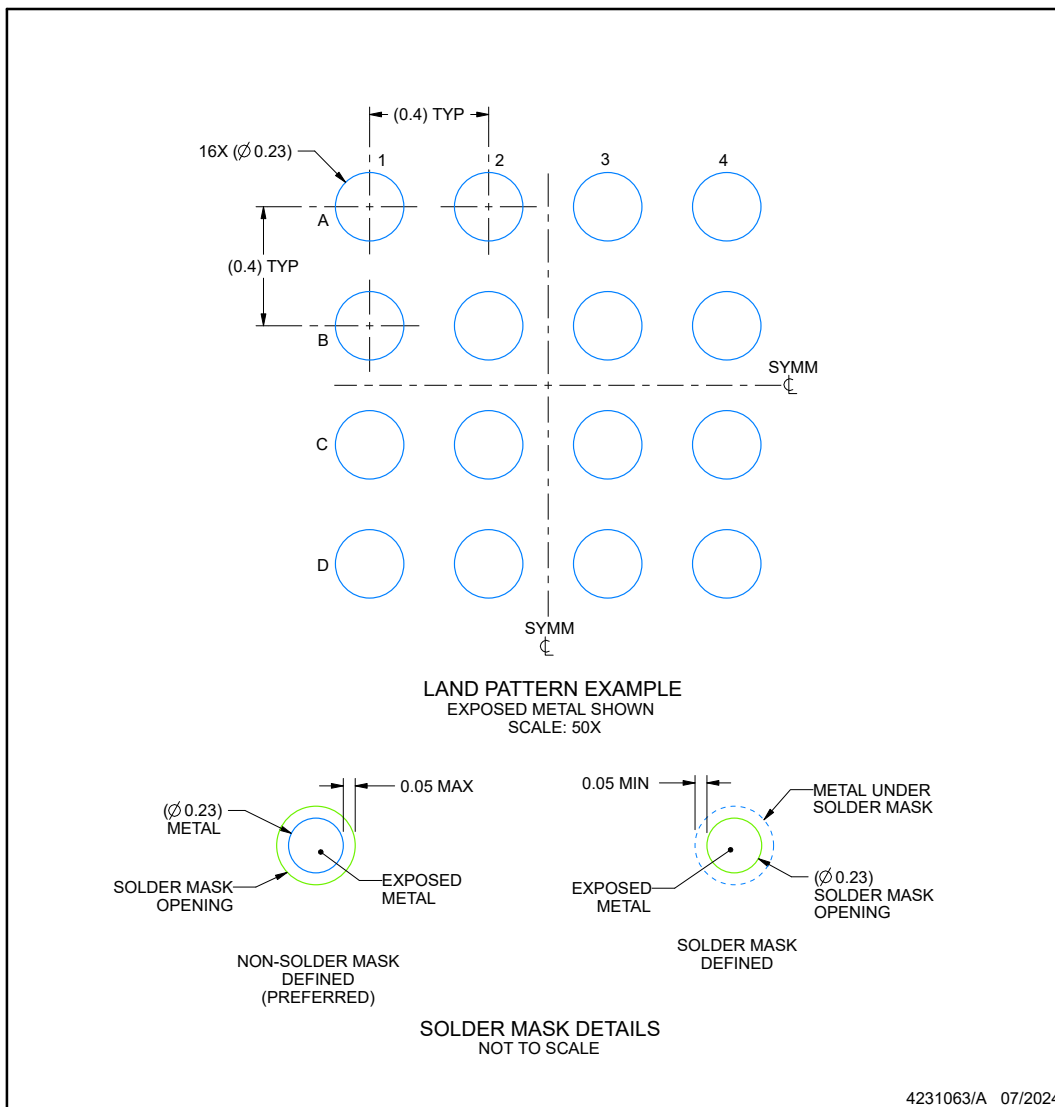 (0.4) TYP
16X (∅ 0.23)
1
2
3
4
A
(0.4) TYP
B
SYMM
℄
C
D
SYMM
℄
LAND PATTERN EXAMPLE
EXPOSED METAL SHOWN
SCALE: 50X
0.05 MAX
(∅ 0.23)
METAL
SOLDER MASK
OPENING
EXPOSED
METAL
NON-SOLDER MASK
DEFINED
(PREFERRED)
0.05 MIN
METAL UNDER
SOLDER MASK
EXPOSED
METAL
(∅ 0.23)
SOLDER MASK
OPENING
SOLDER MASK
DEFINED
SOLDER MASK DETAILS
NOT TO SCALE
4231063/A 07/2024